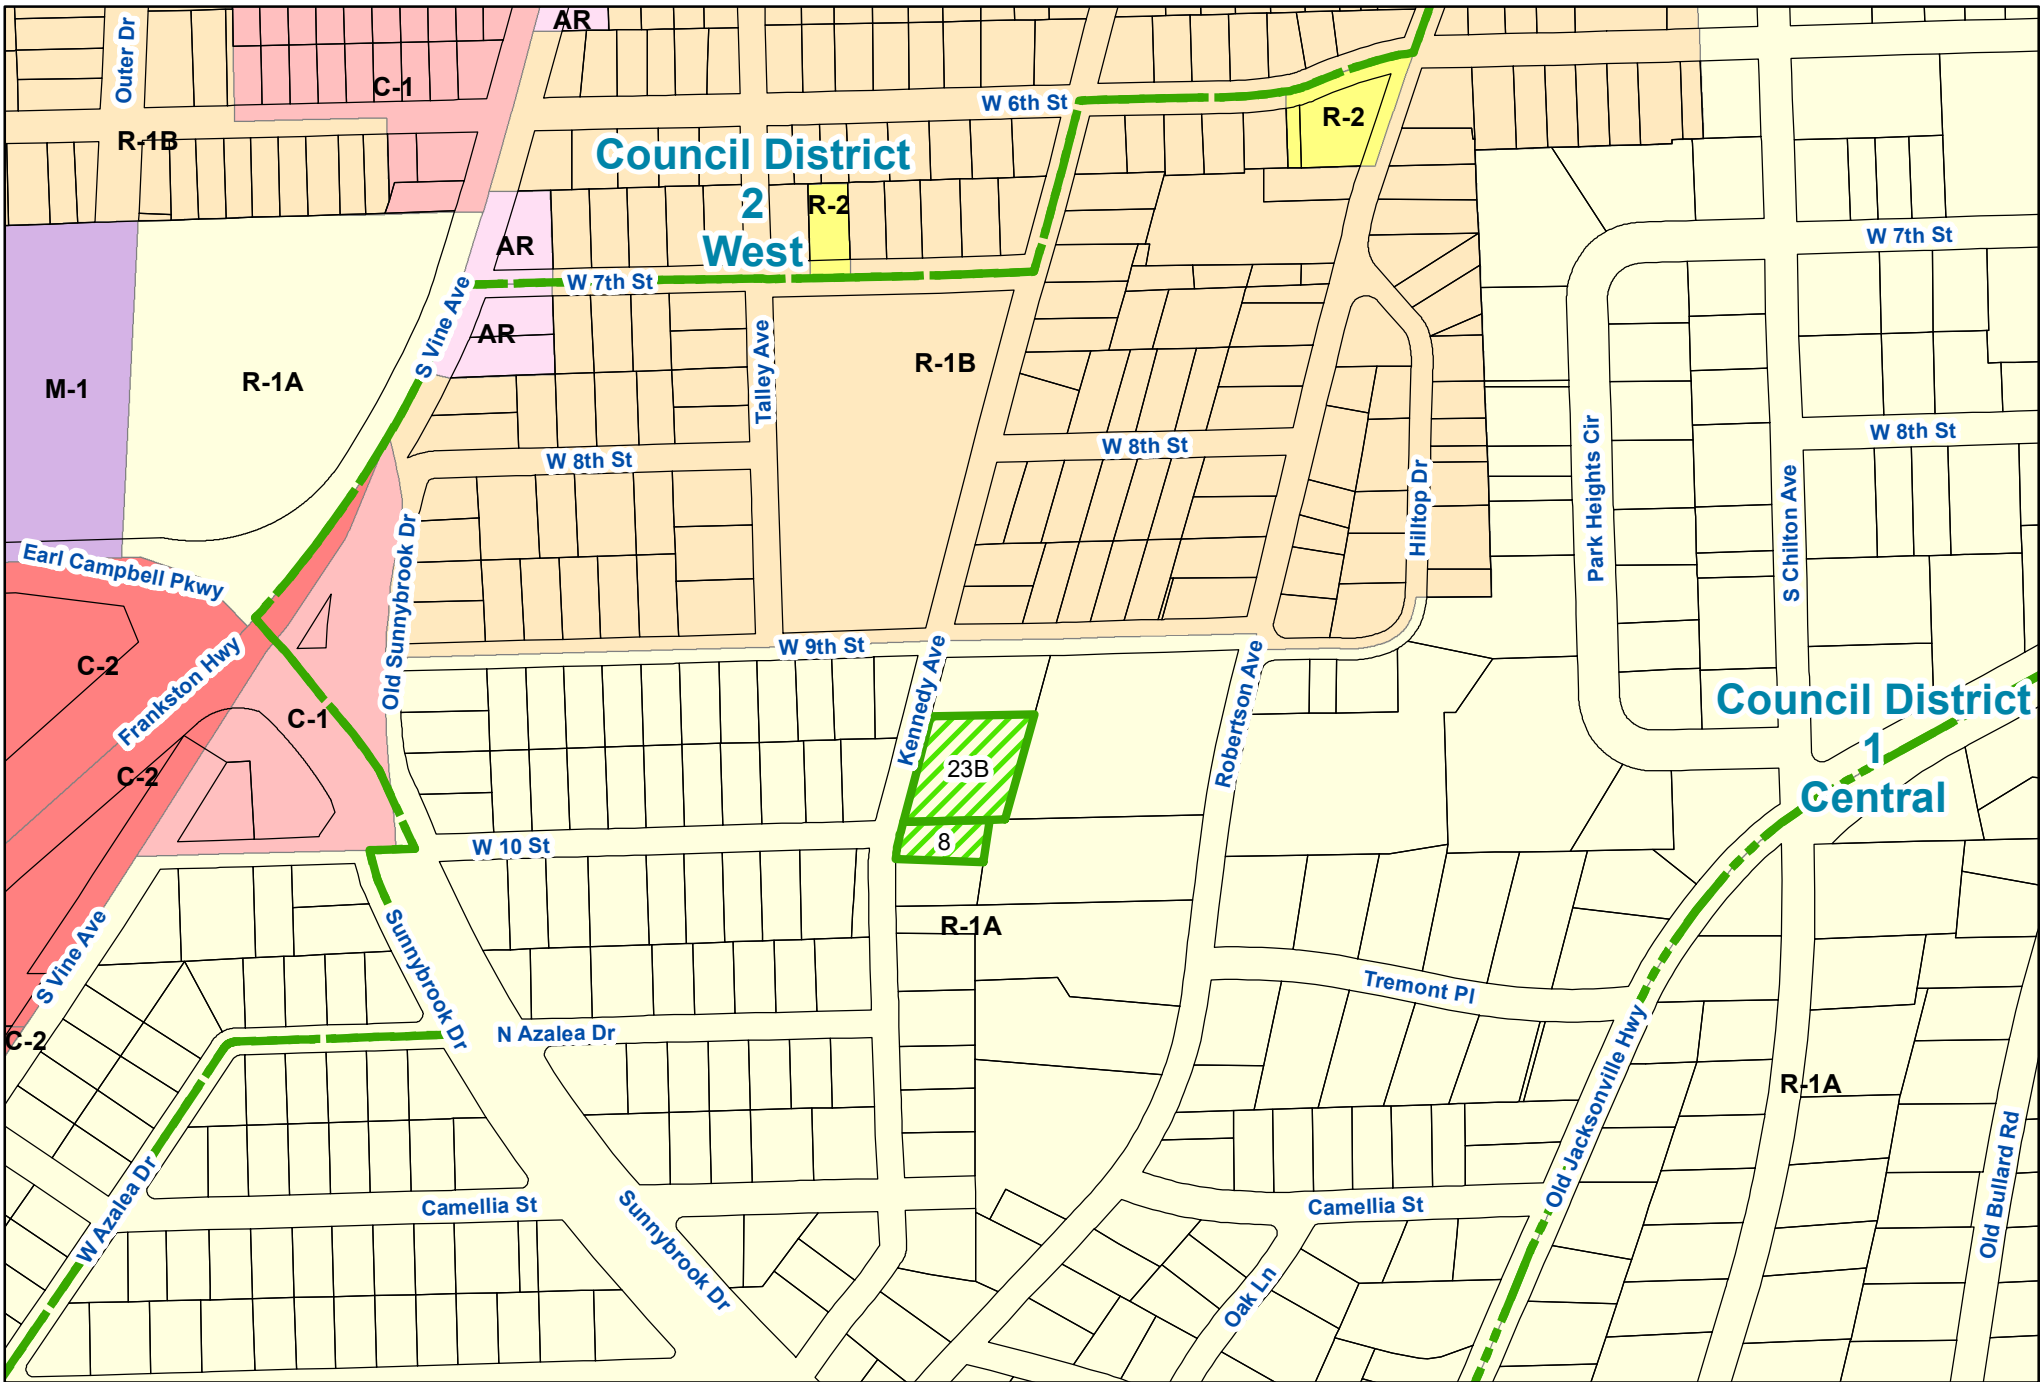 AR
Outer Dr
C-1
W 6th St
R-2
R-1B
Council District
2
West
R-2
AR
W 7th St
W 7th St
S Vine Ave
AR
Talley Ave
R-1B
M-1
R-1A
W 8th St
W 8th St
W 8th St
Hilltop Dr
Park Heights Cir
S Chilton Ave
Earl Campbell Pkwy
Old Sunnybrook Dr
W 9th St
Kennedy Ave
Robertson Ave
C-2
Frankston Hwy
C-1
C-2
Council District
1
Central
23B
8
W 10 St
R-1A
S Vine Ave
Sunnybrook Dr
Tremont Pl
C-2
N Azalea Dr
Old Jacksonville Hwy
R-1A
Old Bullard Rd
W Azalea Dr
Camellia St
Sunnybrook Dr
Camellia St
Oak Ln